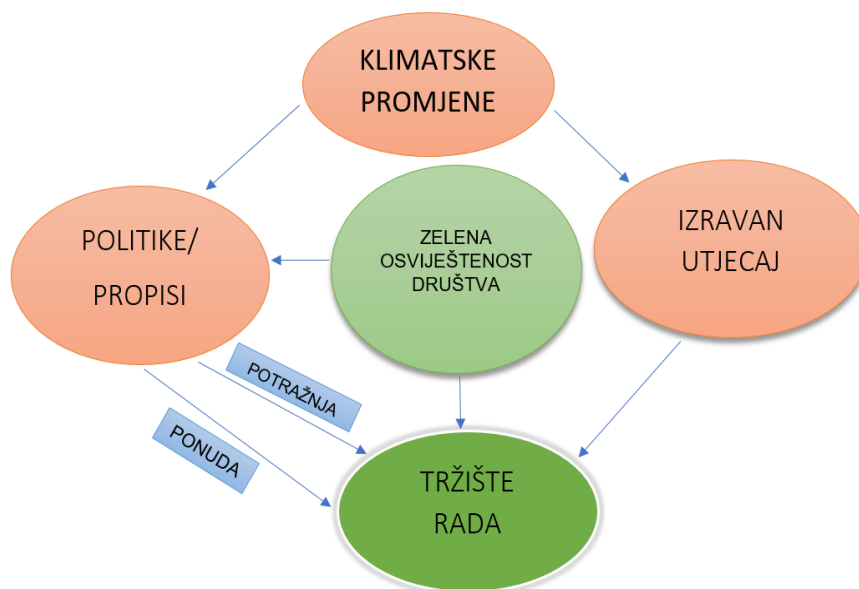 KLIMATSKE
PROMJENE
POLITIKE/
PROPISI
ZELENA
OSVIJEŠTENOST
DRUŠTVA
IZRAVAN
UTJECAJ
POTRAŽNJA
PONUDA
TRŽIŠTE
RADA